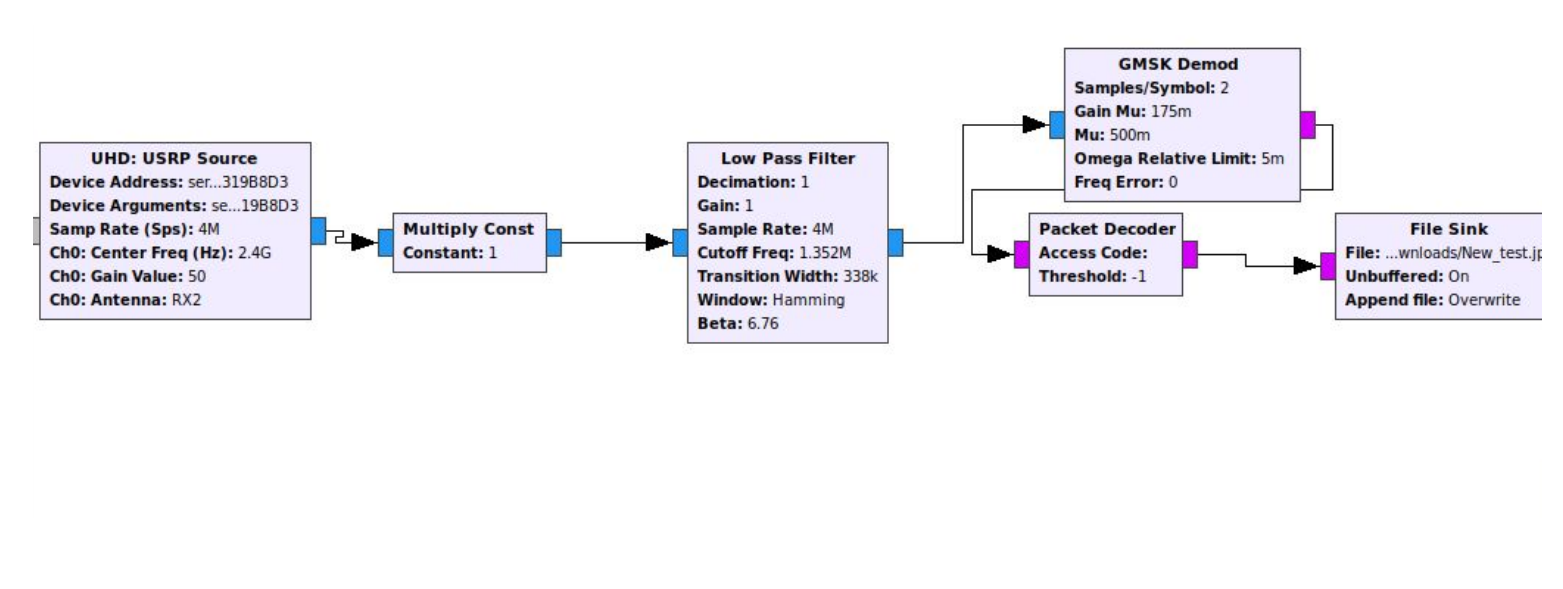 UHD: USRP Source
Device Address: ser...319B8D3
Device Arguments: se...19B8D3
Samp Rate (Sps): 4M
Ch0: Center Freq (Hz): 2.4G
Ch0: Gain Value: 50
Ch0: Antenna: RX2
Multiply Const
Constant: 1
Low Pass Filter
Decimation: 1
Gain: 1
Sample Rate: 4M
Cutoff Freq: 1.352M
Transition Width: 338k
Window: Hamming
Beta: 6.76
GMSK Demod
Samples/Symbol: 2
Gain Mu: 175m
Mu: 500m
Omega Relative Limit: 5m
Freq Error: 0
Packet Decoder
Access Code:
Threshold: -1
File Sink
File: ...wnloads/New_test.jp
Unbuffered: On
Append file: Overwrite